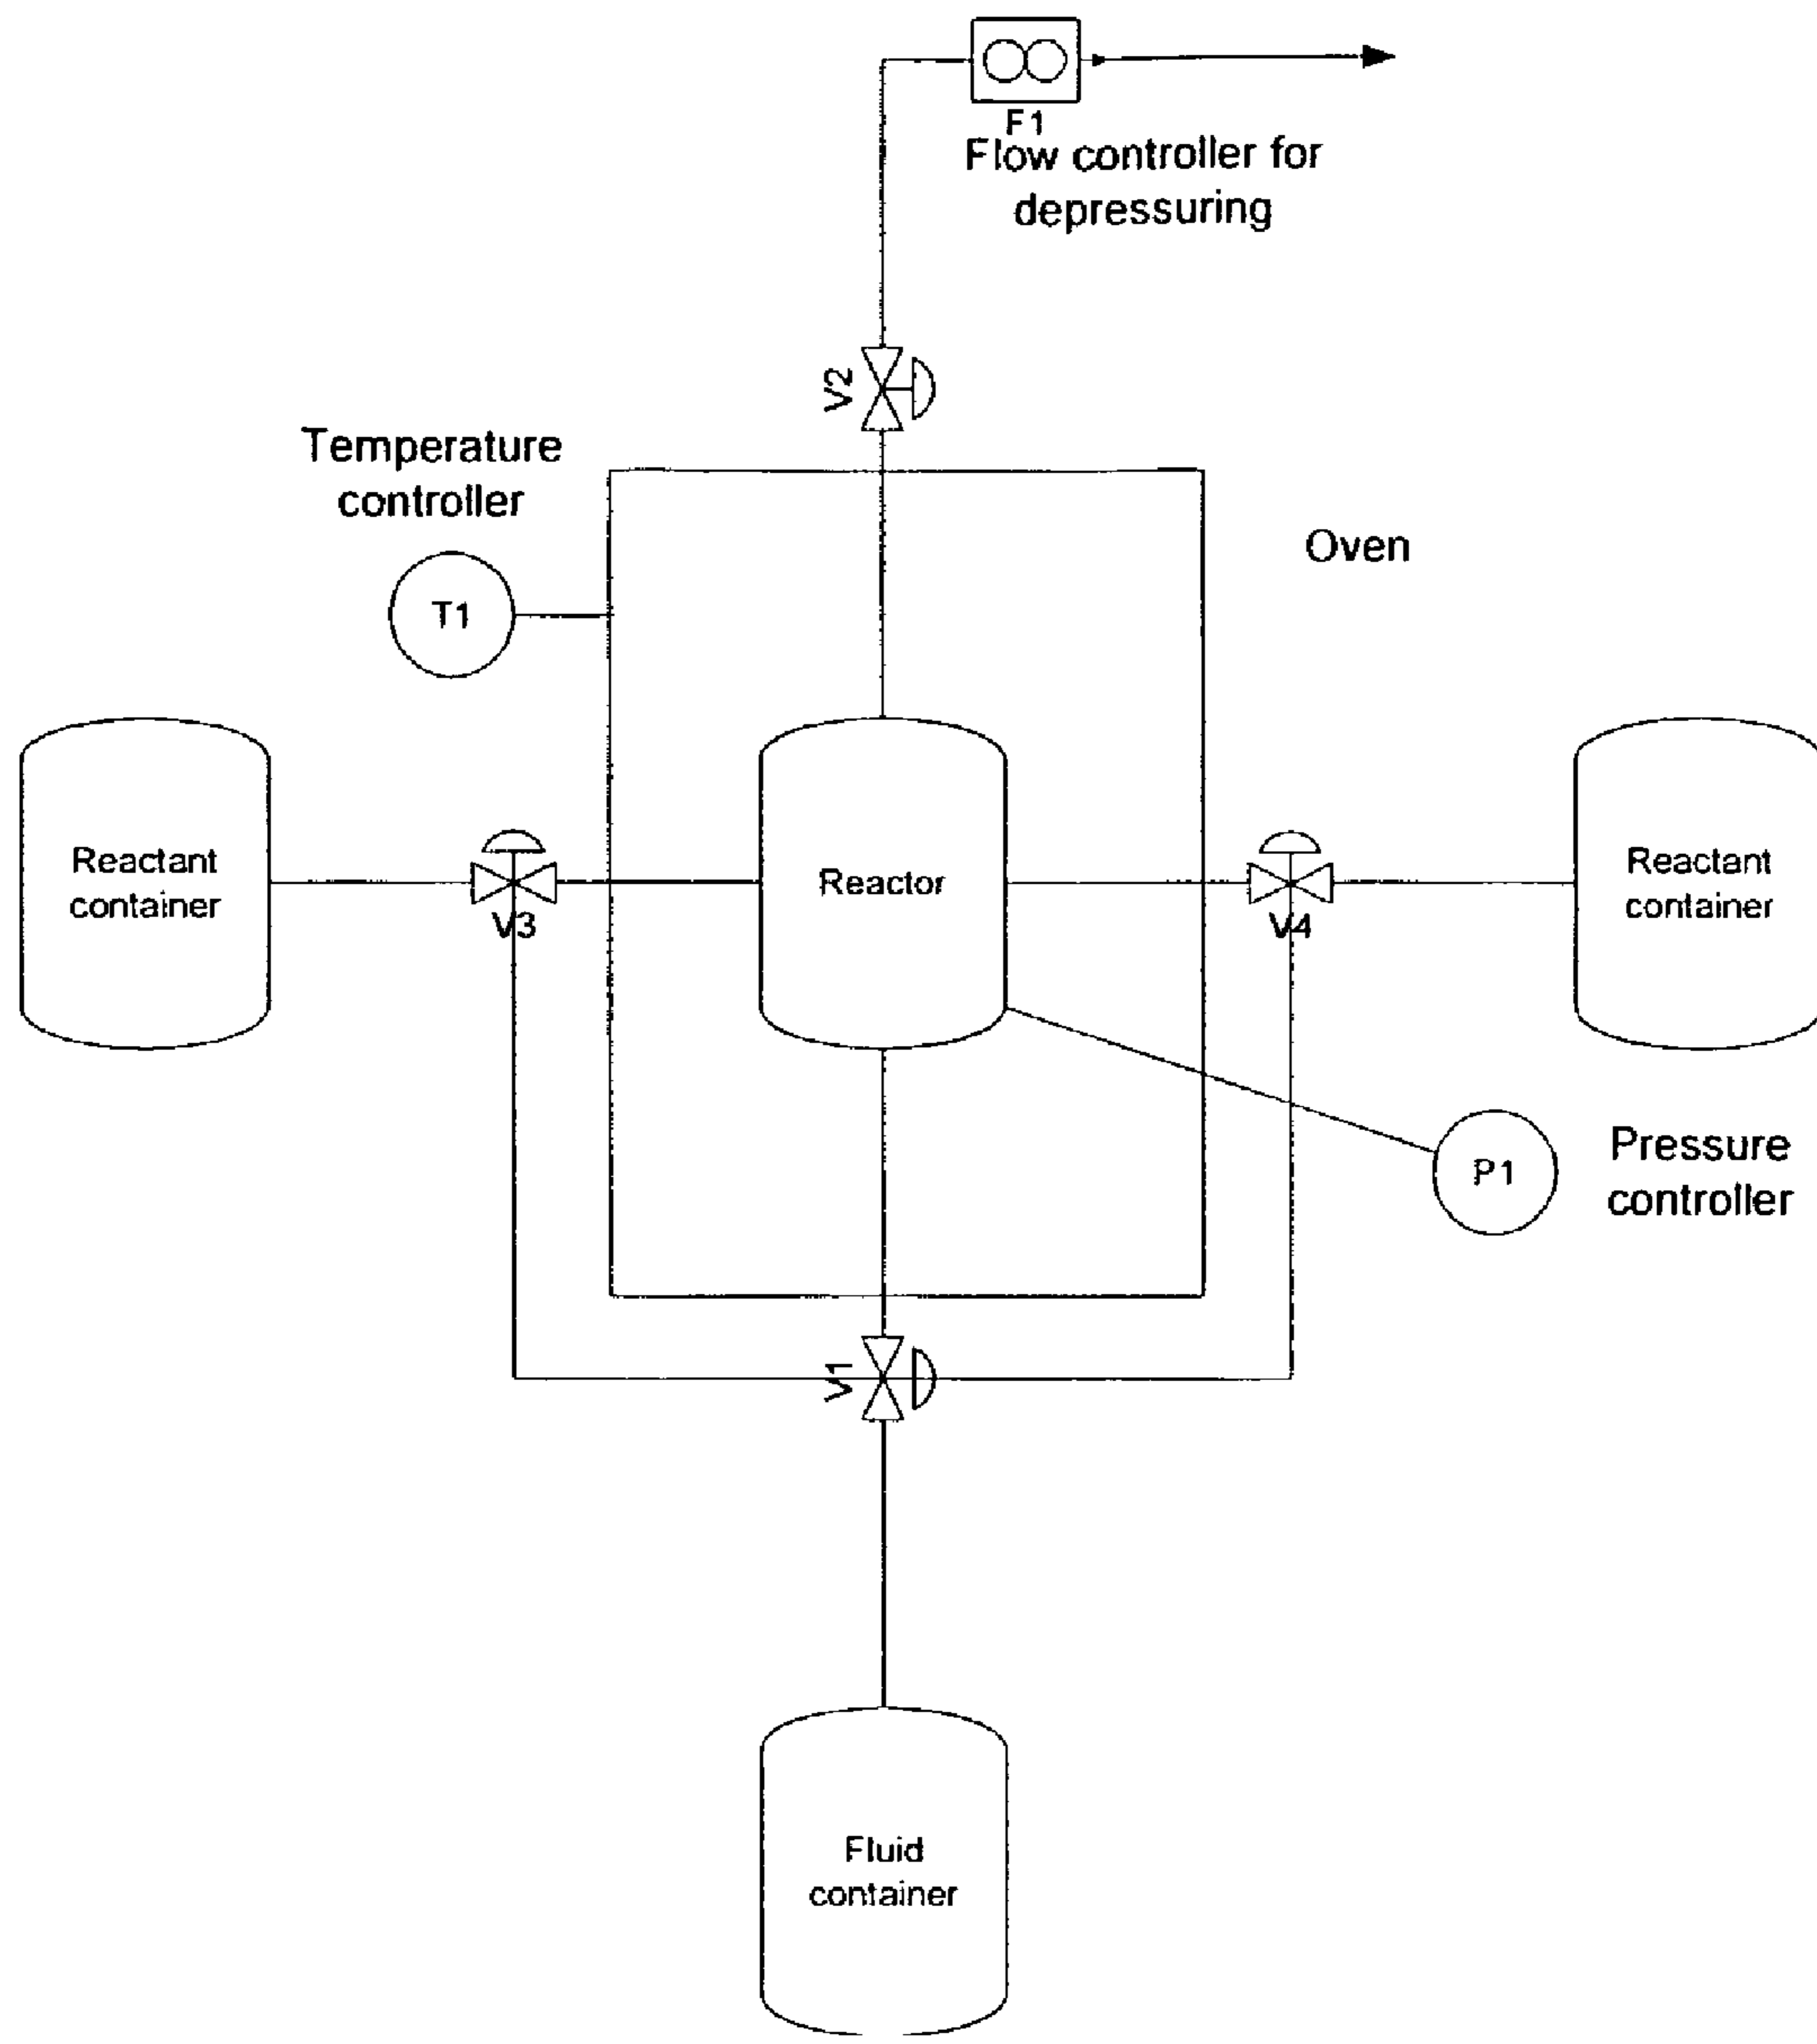 F1
Flow controller for
depressuring
V2
Temperature
controller
Oven
T1
Reactant
container
Reactor
Reactant
container
V3
V4
P1
Pressure
controller
V1
Fluid
container